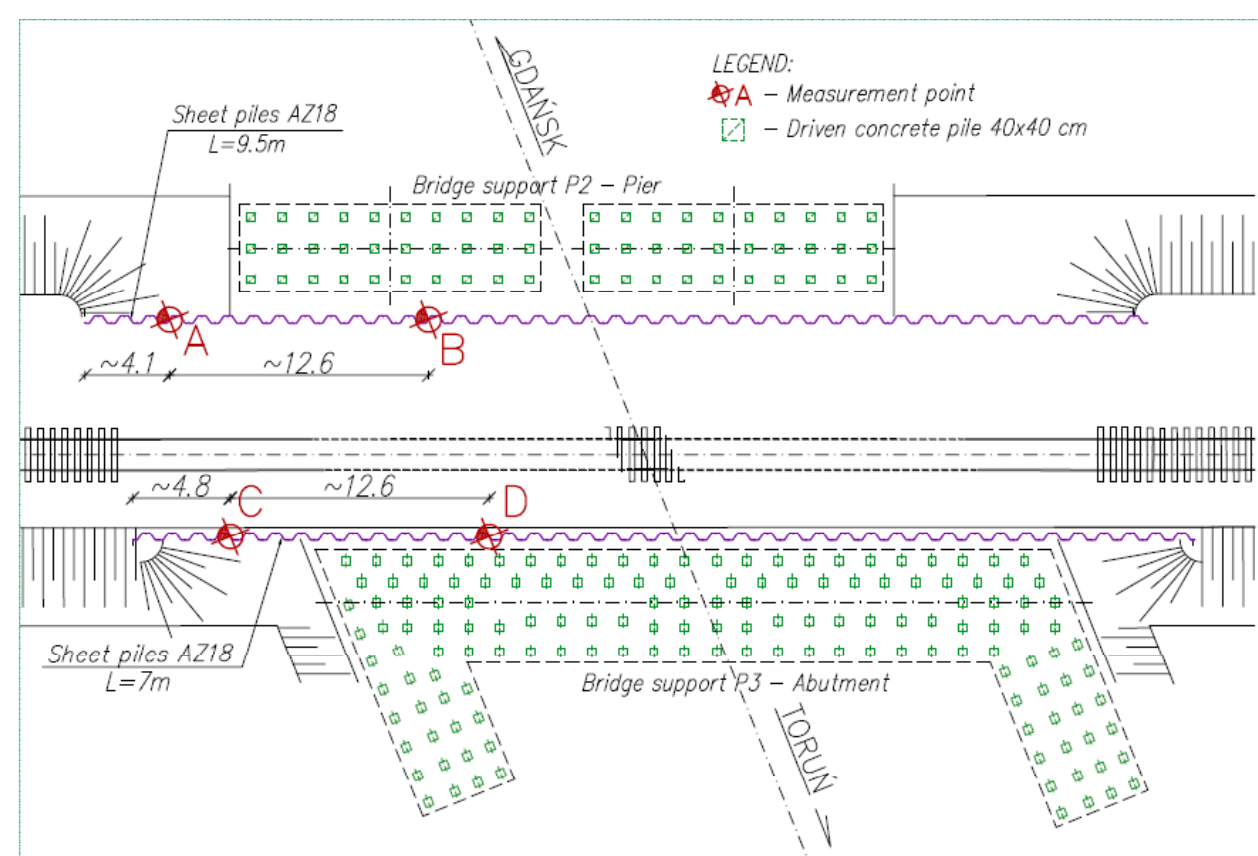 LEGEND:
A – Measurement point
– Driven concrete pile 40x40 cm
GDAŃSK
Sheet piles AZ18
L=9.5m
Bridge support P2 – Pier
A
B
~4.1
~12.6
~4.8
~12.6
C
D
Sheet piles AZ18
L=7m
Bridge support P3 – Abutment
TORUŃ